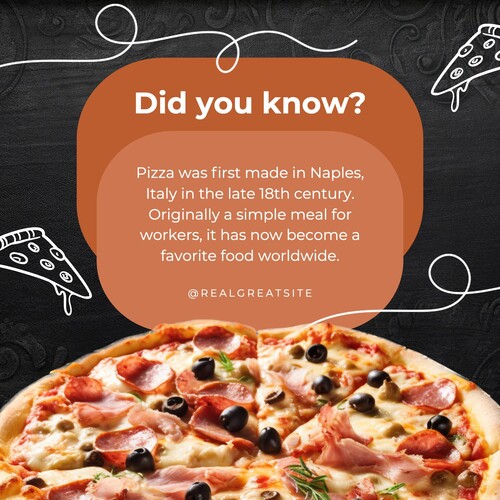 Did you know?
Pizza was first made in Naples,
Italy in the late 18th century.
Originally a simple meal for
workers, it has now become a
favorite food worldwide.
@REALGREATSITE